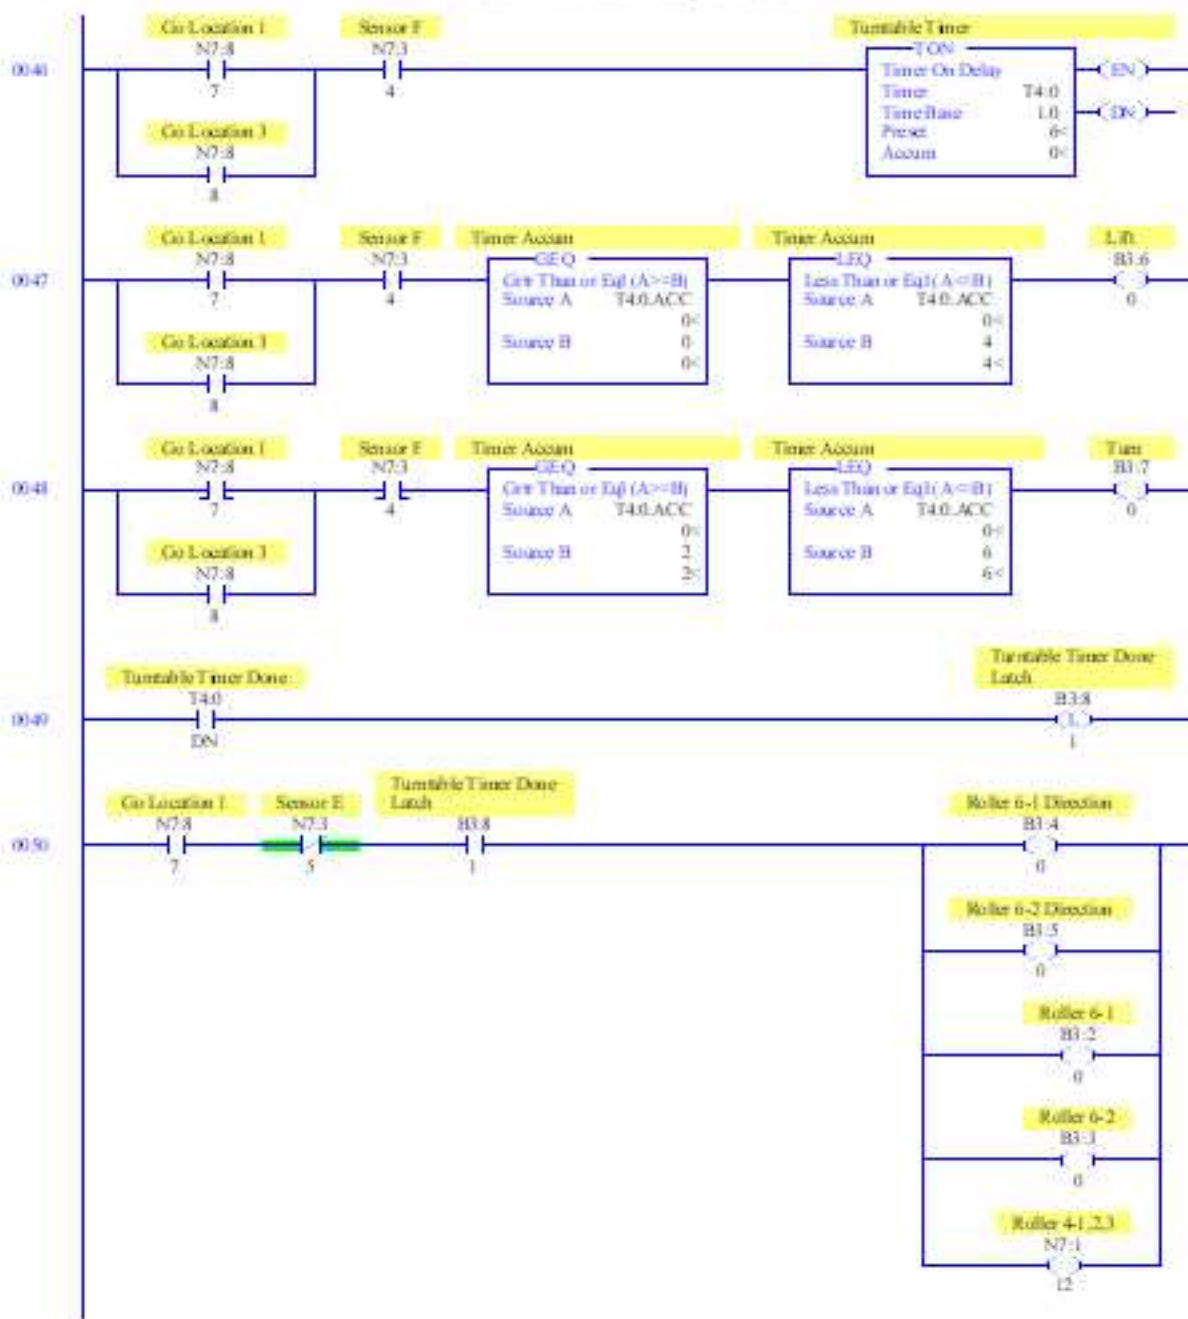 Go Location 1 Sensor F Turntable Timer
N7:8 N7:3 TON
0046 Timer On Delay EN
7 4 Timer T4:0
Time Base 1.0 DN
Go Location 3 Preset 6<
N7:8 Accum 0<
8
Go Location 1 Sensor F Timer Accum Timer Accum Lift
N7:8 N7:3 GEQ LEQ B3:6
0047 Grtr Than or Eql (A>=B) Less Than or Eql (A<=B)
7 4 Source A T4:0.ACC Source A T4:0.ACC 0
0< 0<
Go Location 3 Source B 0 Source B 4
N7:8 0< 4<
8
Go Location 1 Sensor F Timer Accum Timer Accum Turn
N7:8 N7:3 GEQ LEQ B3:7
0048 Grtr Than or Eql (A>=B) Less Than or Eql (A<=B)
7 4 Source A T4:0.ACC Source A T4:0.ACC 0
0< 0<
Go Location 3 Source B 2 Source B 6
N7:8 2< 6<
8
Turntable Timer Done Turntable Timer Done
Latch
T4:0 B3:8
0049 L
DN 1
Turntable Timer Done
Go Location 1 Sensor E Latch Roller 6-1 Direction
N7:8 N7:3 B3:8 B3:4
0050
7 5 1 0
Roller 6-2 Direction
B3:5
0
Roller 6-1
B3:2
0
Roller 6-2
B3:3
0
Roller 4-1,2,3
N7:1
12